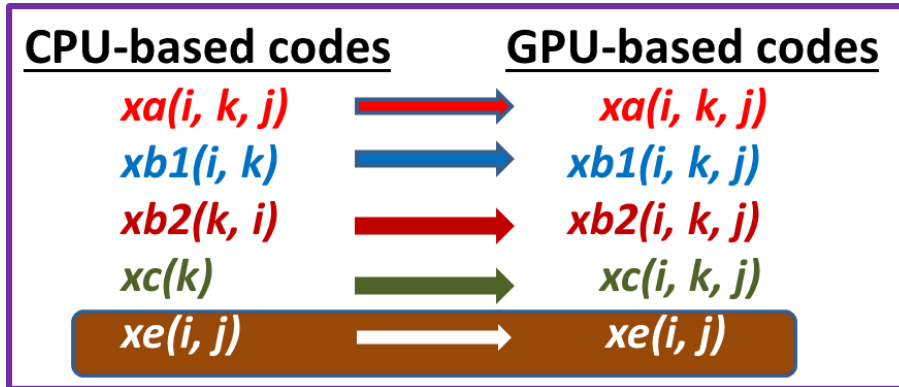 CPU-based codes GPU-based codes
xa(i, k, j) xa(i, k, j)
xb1(i, k) xb1(i, k, j)
xb2(k, i) xb2(i, k, j)
xc(k) xc(i, k, j)
xe(i, j) xe(i, j)